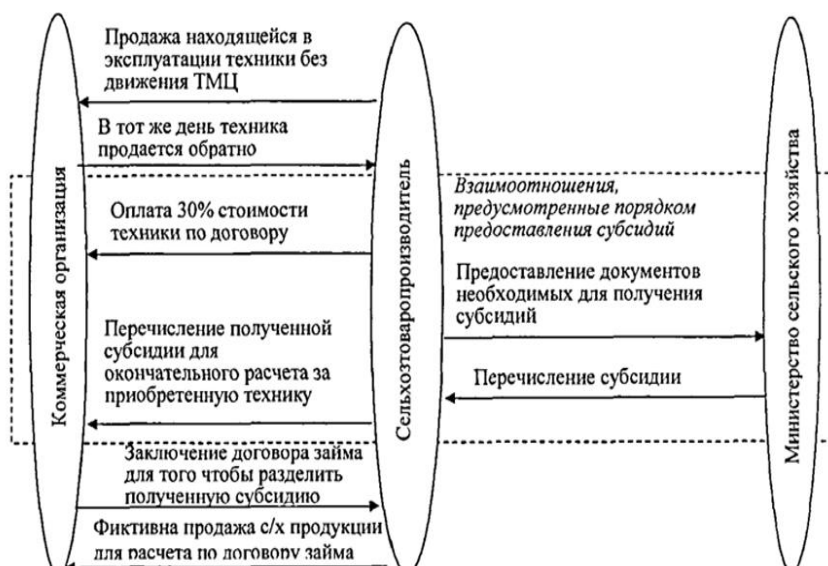 Продажа находящейся в
эксплуатации техники без
движения ТМЦ
В тот же день техника
продается обратно
Оплата 30% стоимости
техники по договору
Перечисление полученной
субсидии для
окончательного расчета за
приобретенную технику
Заключение договора займа
для того чтобы разделить
полученную субсидию
Фиктивна продажа с/х продукции
для расчета по договору займа
Коммерческая организация
Сельхозтоваропроизводитель
Взаимоотношения,
предусмотренные порядком
предоставления субсидий
Предоставление документов
необходимых для получения
субсидий
Перечисление субсидии
Министерство сельского хозяйства